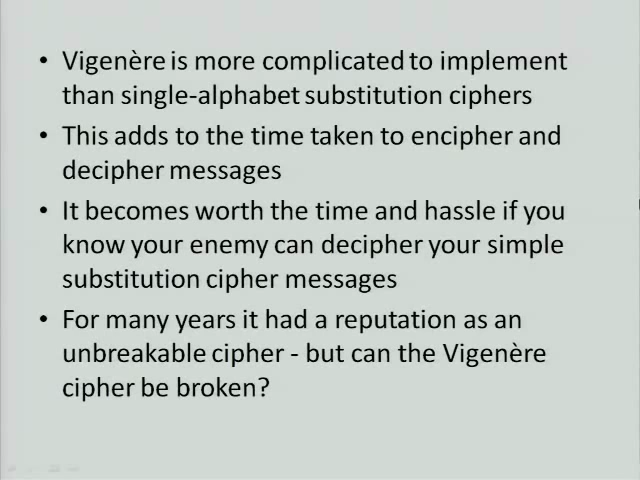 • Vigenère is more complicated to implement
than single-alphabet substitution ciphers
• This adds to the time taken to encipher and
decipher messages
• It becomes worth the time and hassle if you
know your enemy can decipher your simple
substitution cipher messages
• For many years it had a reputation as an
unbreakable cipher - but can the Vigenère
cipher be broken?